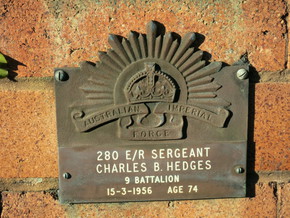 AUSTRALIAN IMPERIAL
FORCE
280 E/R SERGEANT
CHARLES B. HEDGES
9 BATTALION
15-3-1956 AGE 74